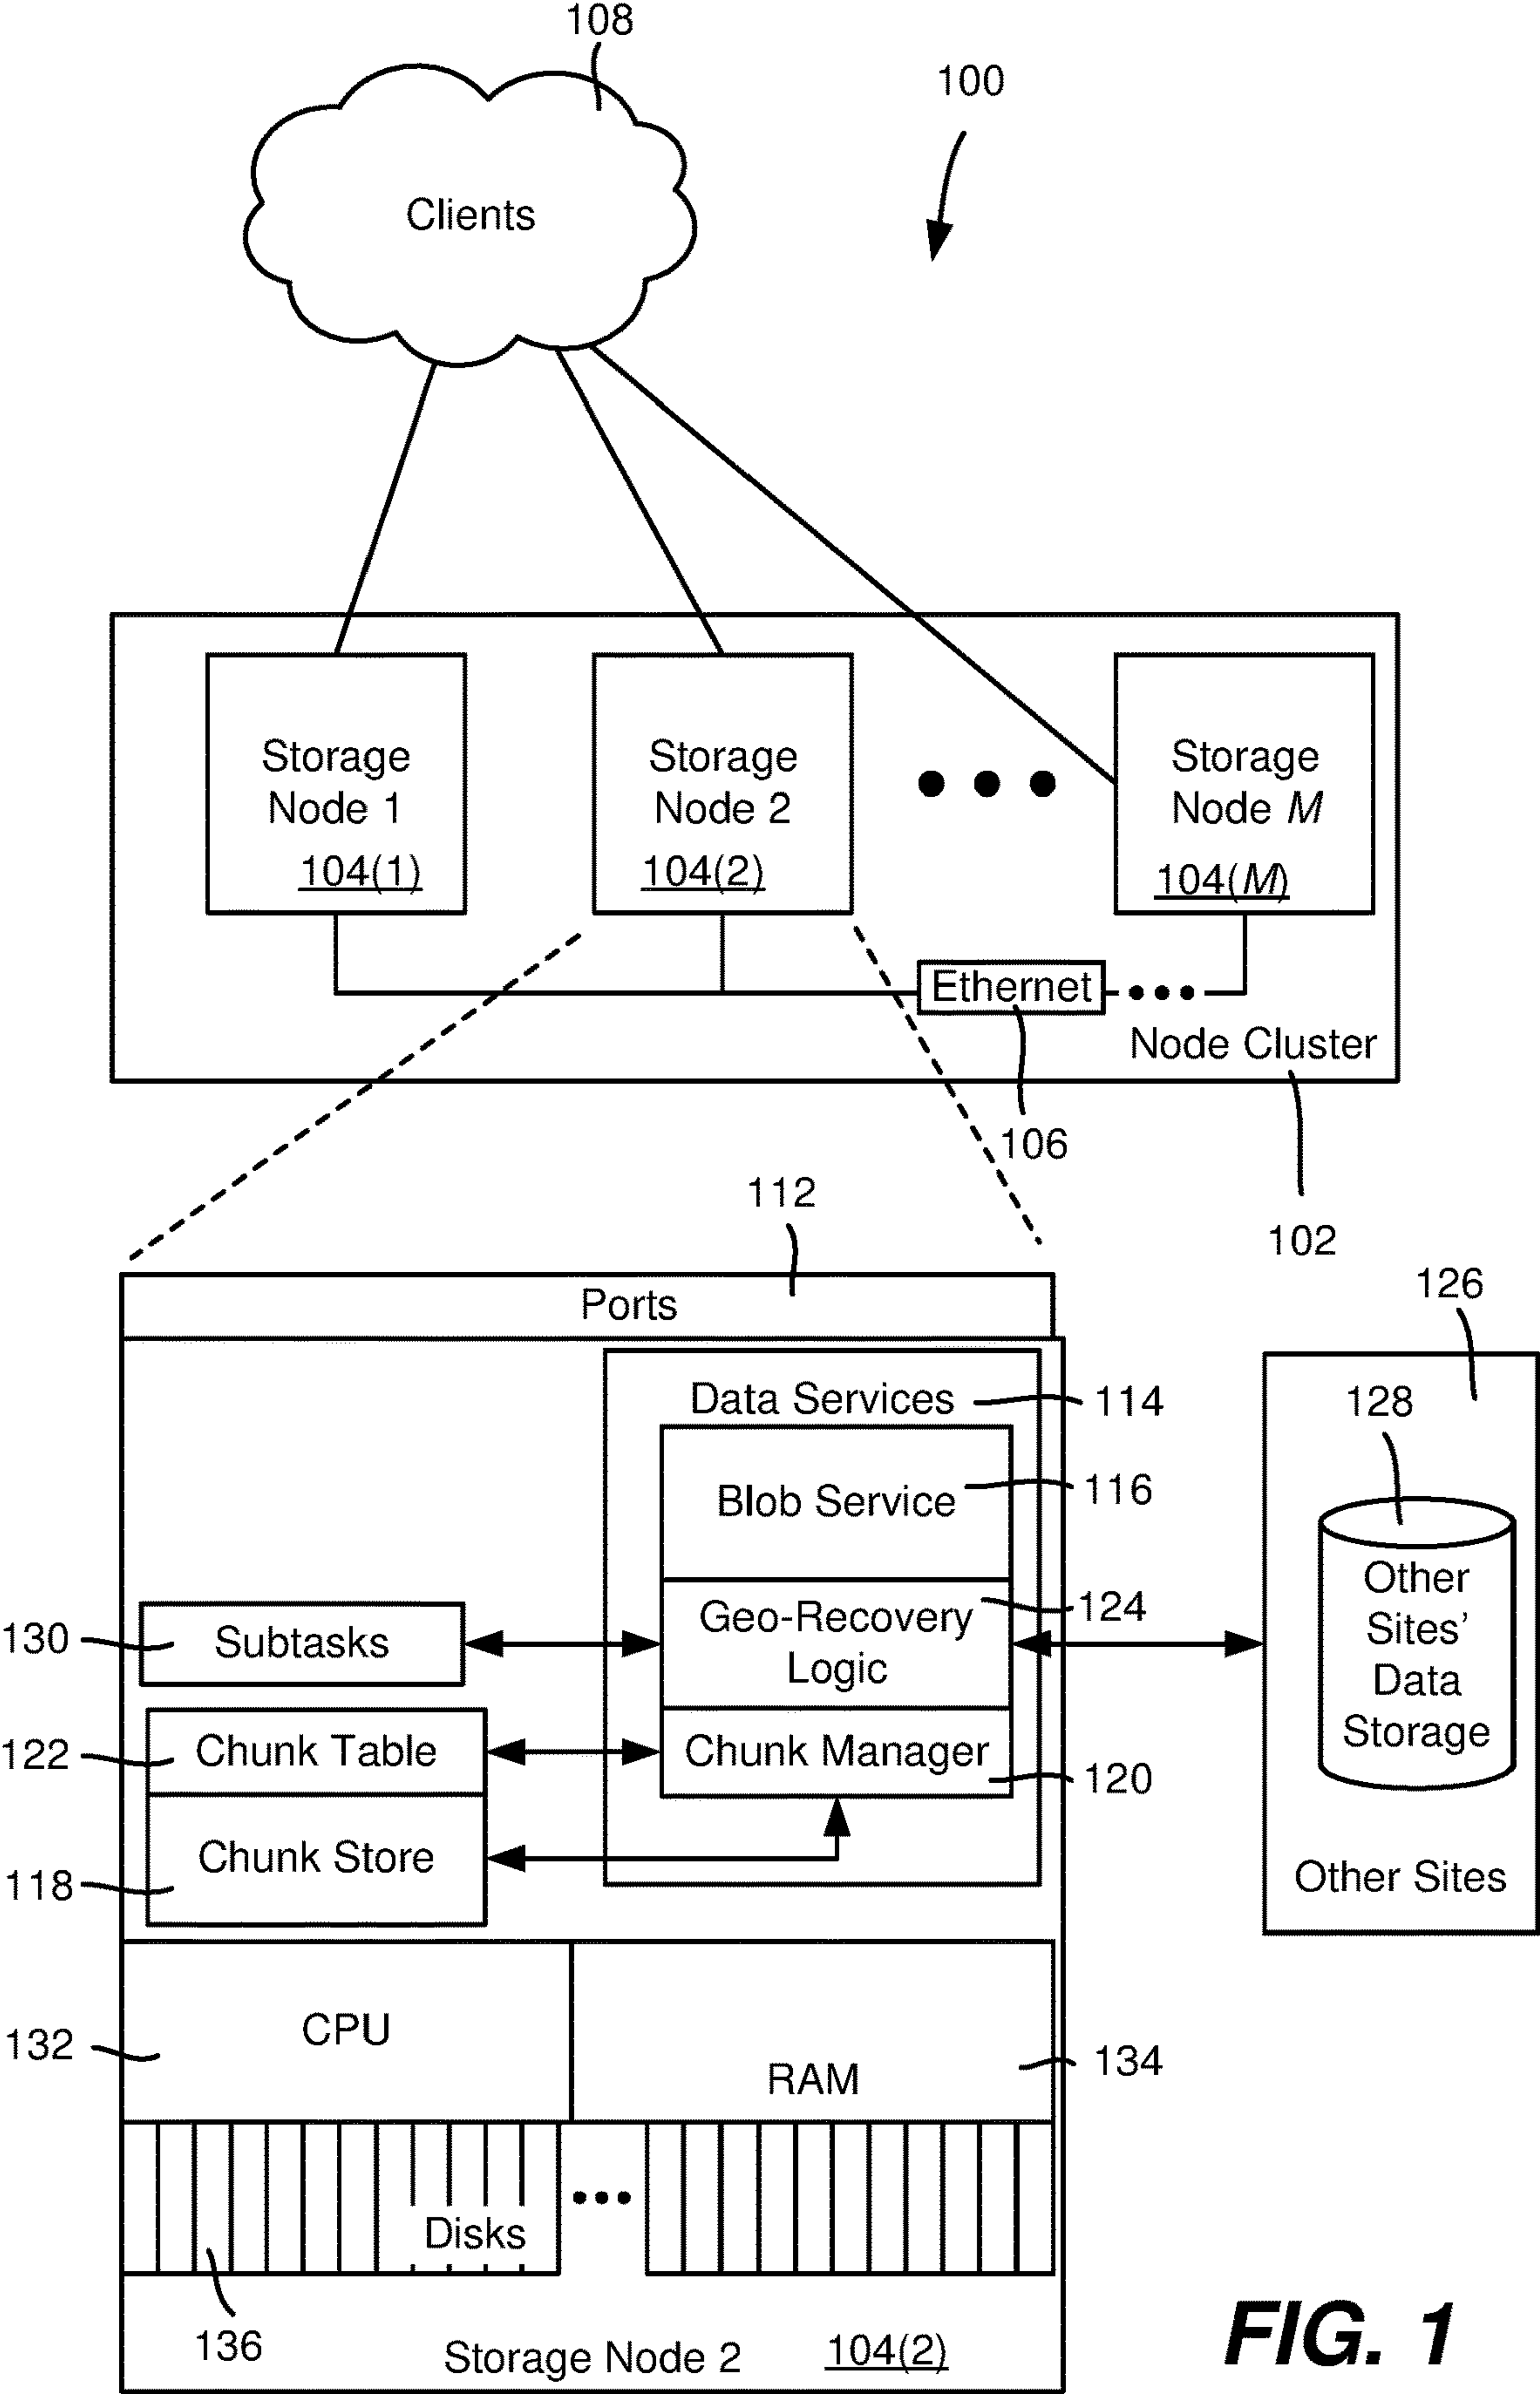 108
100
Clients
Storage
Node 1
104(1)
Storage
Node 2
104(2)
Storage
Node M
104(M)
Ethernet
Node Cluster
106
102
112
Ports
126
Data Services
114
128
Blob Service
116
Other
Sites'
Data
Storage
Geo-Recovery
Logic
124
130
Subtasks
122
Chunk Table
Chunk Manager
120
118
Chunk Store
Other Sites
132
CPU
RAM
134
Disks
136
Storage Node 2
104(2)
FIG. 1